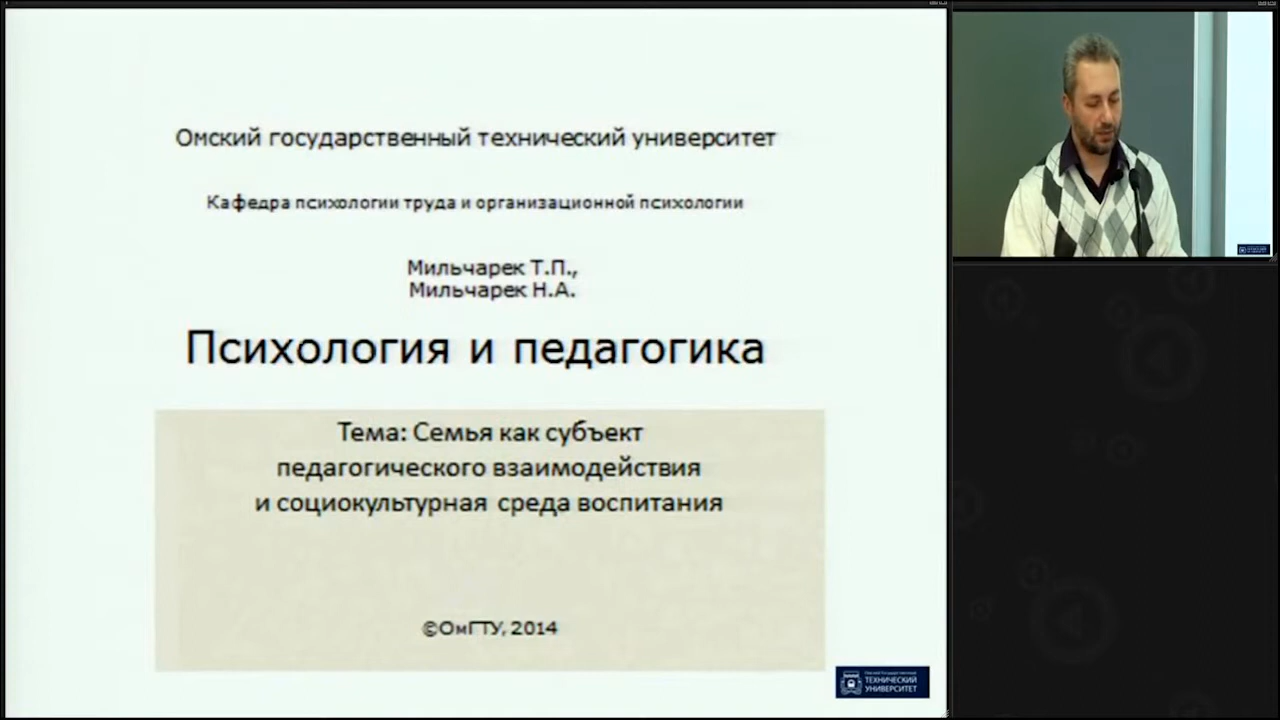 Омский государственный технический университет
Кафедра психологии труда и организационной психологии
Мильчарек Т.П.,
Мильчарек Н.А.
Психология и педагогика
Тема: Семья как субъект
педагогического взаимодействия
и социокультурная среда воспитания
©ОмГТУ, 2014
ТЕХНИЧЕСКИЙ
УНИВЕРСИТЕТ